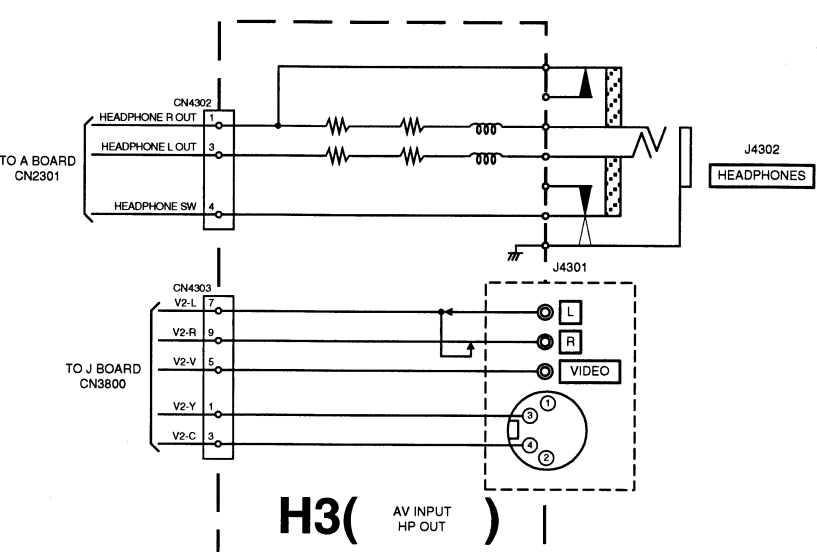 CN4302
HEADPHONE R OUT 1
HEADPHONE L OUT 3
TO A BOARD
CN2301
HEADPHONE SW 4
J4302
HEADPHONES
J4301
CN4303
V2-L 7
L
V2-R 9
R
V2-V 5
VIDEO
TO J BOARD
CN3800
V2-Y 1
1
3
V2-C 3
4
2
H3( AV INPUT
HP OUT )